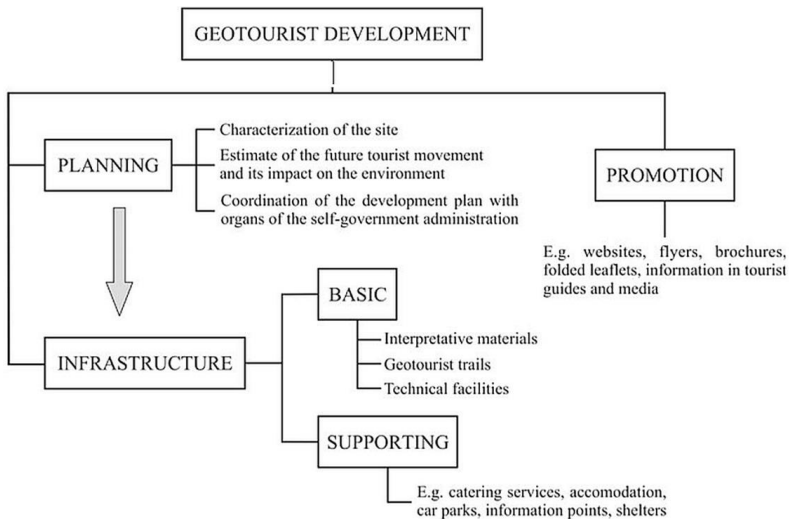 GEOTOURIST DEVELOPMENT
PLANNING
Characterization of the site
Estimate of the future tourist movement
and its impact on the environment
Coordination of the development plan with
organs of the self-government administration
PROMOTION
E.g. websites, flyers, brochures,
folded leaflets, information in tourist
guides and media
INFRASTRUCTURE
BASIC
Interpretative materials
Geotourist trails
Technical facilities
SUPPORTING
E.g. catering services, accomodation,
car parks, information points, shelters